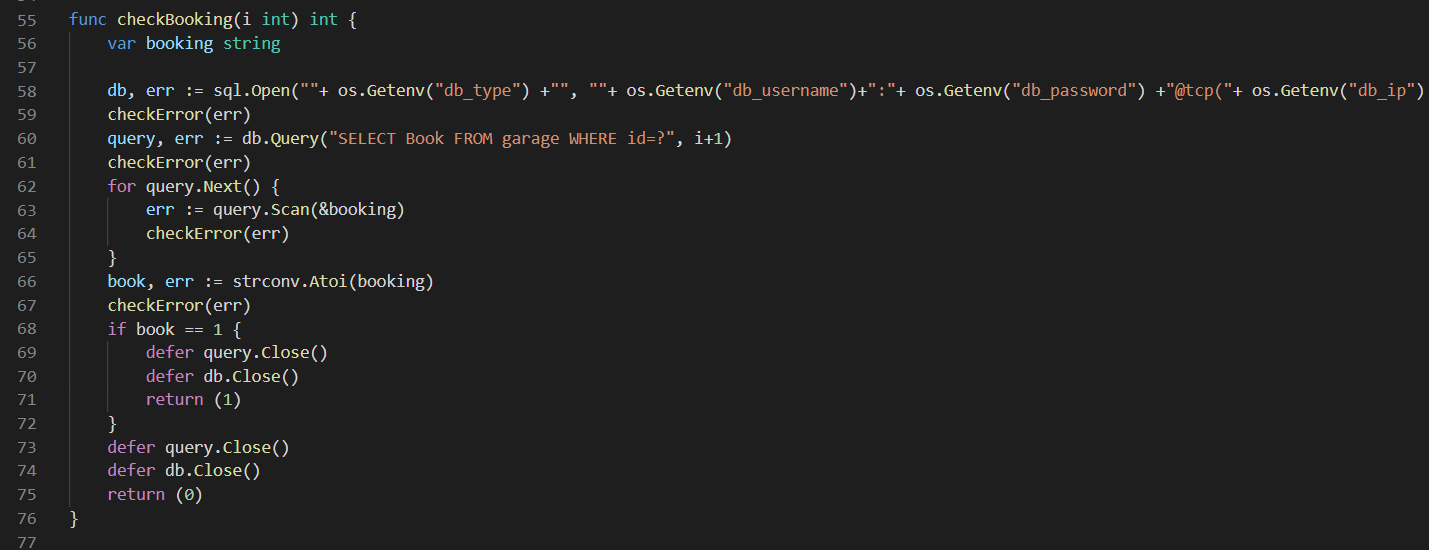 55 func checkBooking(i int) int {
56     var booking string
57
58     db, err := sql.Open(""+ os.Getenv("db_type") +"", ""+ os.Getenv("db_username")+":"+ os.Getenv("db_password") +"@tcp("+ os.Getenv("db_ip")
59     checkError(err)
60     query, err := db.Query("SELECT Book FROM garage WHERE id=?", i+1)
61     checkError(err)
62     for query.Next() {
63         err := query.Scan(&booking)
64         checkError(err)
65     }
66     book, err := strconv.Atoi(booking)
67     checkError(err)
68     if book == 1 {
69         defer query.Close()
70         defer db.Close()
71         return (1)
72     }
73     defer query.Close()
74     defer db.Close()
75     return (0)
76 }
77